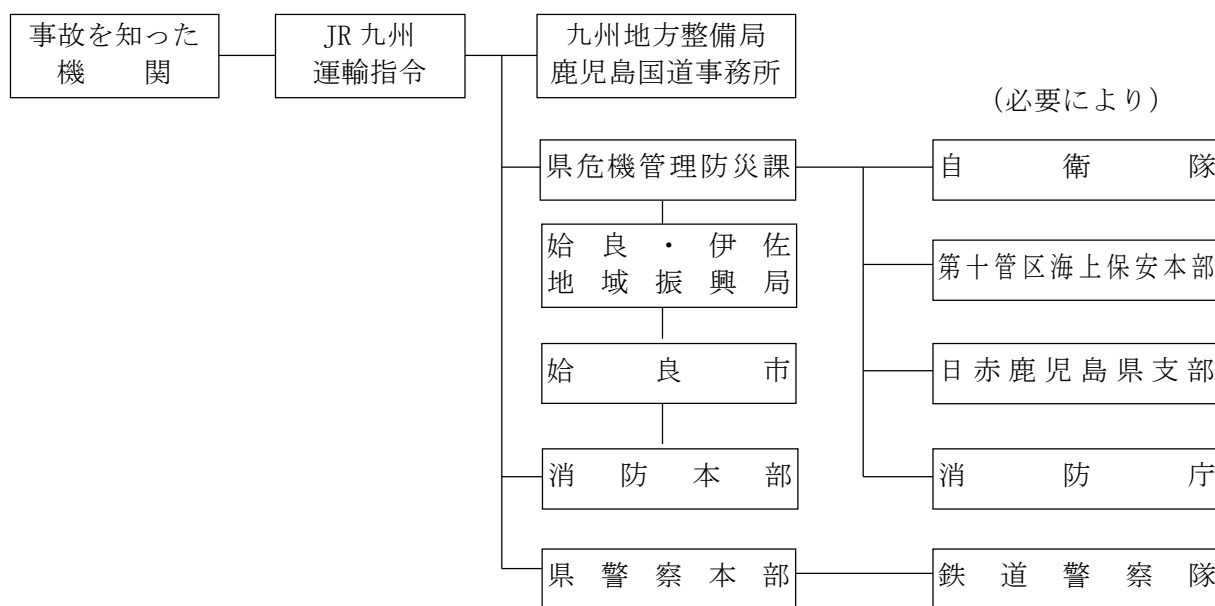 事故を知った
機関
JR九州
運輸指令
九州地方整備局
鹿児島国道事務所
（必要により）
県危機管理防災課
自衛隊
姶良・伊佐
地域振興局
第十管区海上保安本部
姶良市
日赤鹿児島県支部
消防本部
消防庁
県警察本部
鉄道警察隊